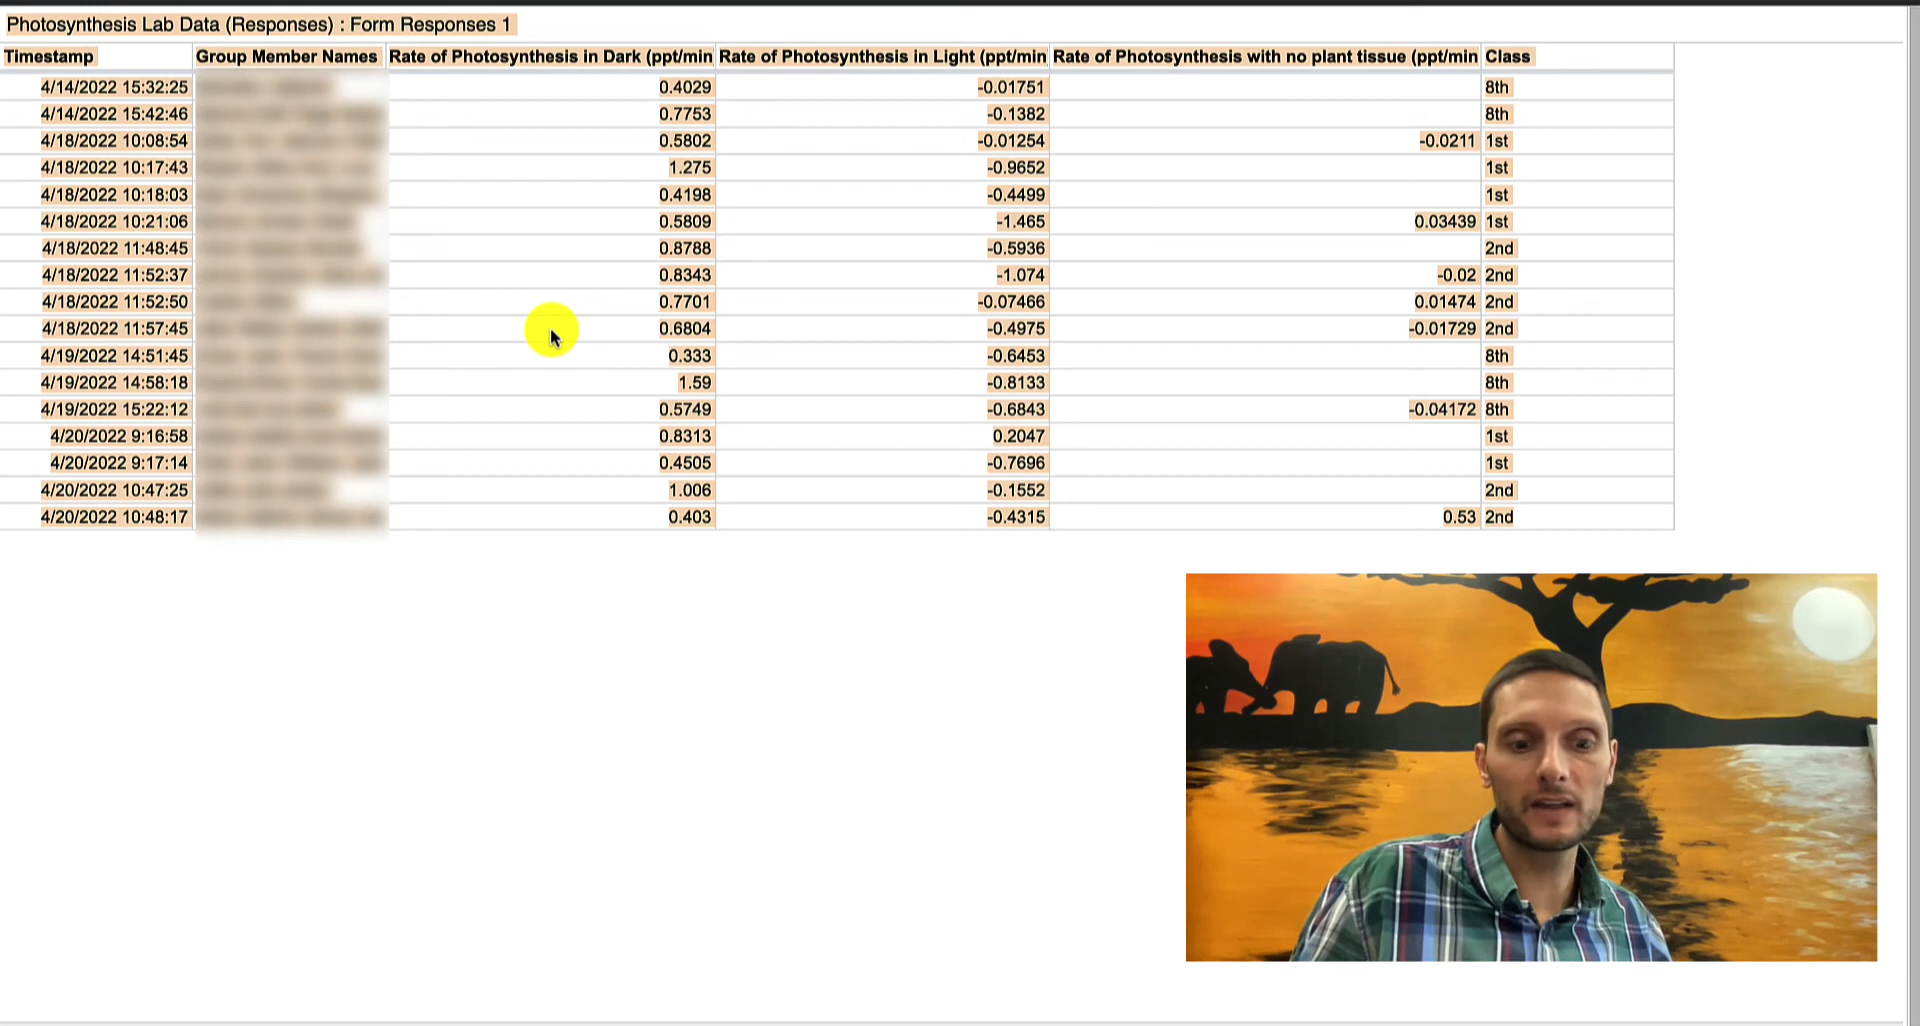 Photosynthesis Lab Data (Responses) : Form Responses 1
Timestamp Group Member Names Rate of Photosynthesis in Dark (ppt/min Rate of Photosynthesis in Light (ppt/min Rate of Photosynthesis with no plant tissue (ppt/min Class
4/14/2022 15:32:25 0.4029 -0.01751 8th
4/14/2022 15:42:46 0.7753 -0.1382 8th
4/18/2022 10:08:54 0.5802 -0.01254 -0.0211 1st
4/18/2022 10:17:43 1.275 -0.9652 1st
4/18/2022 10:18:03 0.4198 -0.4499 1st
4/18/2022 10:21:06 0.5809 -1.465 0.03439 1st
4/18/2022 11:48:45 0.8788 -0.5936 2nd
4/18/2022 11:52:37 0.8343 -1.074 -0.02 2nd
4/18/2022 11:52:50 0.7701 -0.07466 0.01474 2nd
4/18/2022 11:57:45 0.6804 -0.4975 -0.01729 2nd
4/19/2022 14:51:45 0.333 -0.6453 8th
4/19/2022 14:58:18 1.59 -0.8133 8th
4/19/2022 15:22:12 0.5749 -0.6843 -0.04172 8th
4/20/2022 9:16:58 0.8313 0.2047 1st
4/20/2022 9:17:14 0.4505 -0.7696 1st
4/20/2022 10:47:25 1.006 -0.1552 2nd
4/20/2022 10:48:17 0.403 -0.4315 0.53 2nd